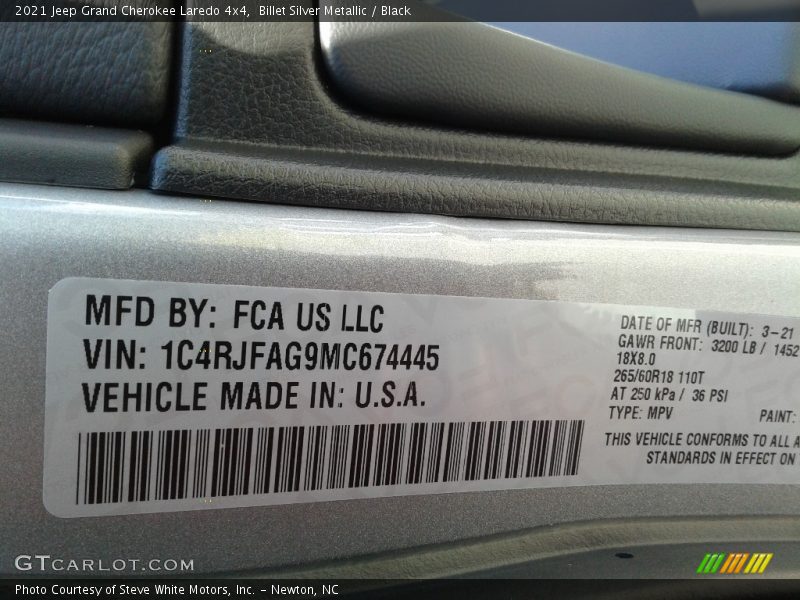 2021 Jeep Grand Cherokee Laredo 4x4, Billet Silver Metallic / Black
MFD BY: FCA US LLC
VIN: 1C4RJFAG9MC674445
VEHICLE MADE IN: U.S.A.
DATE OF MFR (BUILT): 3-21
GAWR FRONT: 3200 LB / 1452
18X8.0
265/60R18 110T
AT 250 kPa / 36 PSI
TYPE: MPV PAINT:
THIS VEHICLE CONFORMS TO ALL A
STANDARDS IN EFFECT ON
GTCARLOT.COM
Photo Courtesy of Steve White Motors, Inc. – Newton, NC